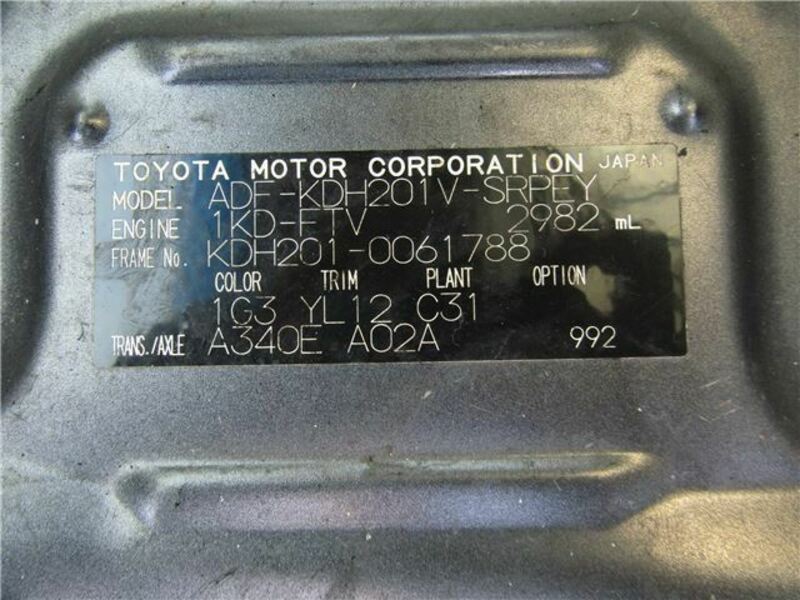 TOYOTA MOTOR CORPORATION JAPAN
MODEL ADF-KDH201V-SRPEY
ENGINE 1KD-FTV 2982 mL
FRAME No. KDH201-0061788
COLOR TRIM PLANT OPTION
1G3 YL12 C31
TRANS./AXLE A340E A02A 992